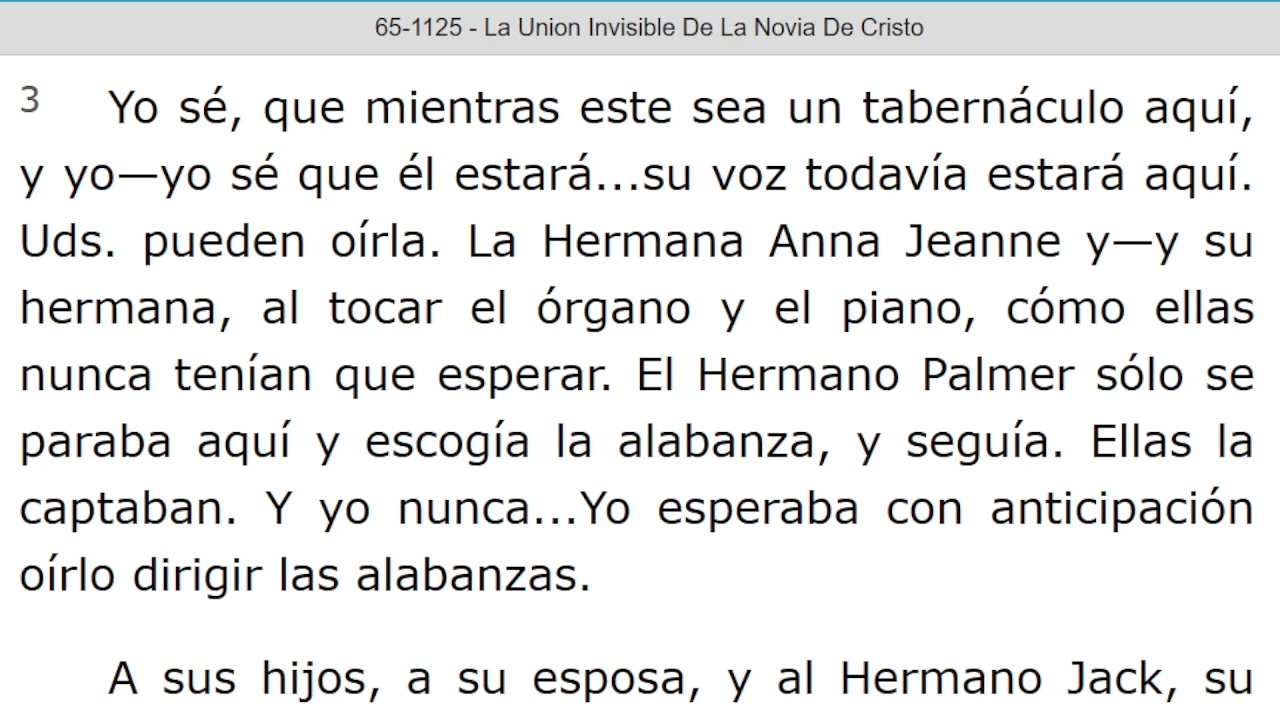 65-1125 - La Union Invisible De La Novia De Cristo
3 Yo sé, que mientras este sea un tabernáculo aquí,
y yo—yo sé que él estará...su voz todavía estará aquí.
Uds. pueden oírla. La Hermana Anna Jeanne y—y su
hermana, al tocar el órgano y el piano, cómo ellas
nunca tenían que esperar. El Hermano Palmer sólo se
paraba aquí y escogía la alabanza, y seguía. Ellas la
captaban. Y yo nunca...Yo esperaba con anticipación
oírlo dirigir las alabanzas.
A sus hijos, a su esposa, y al Hermano Jack, su